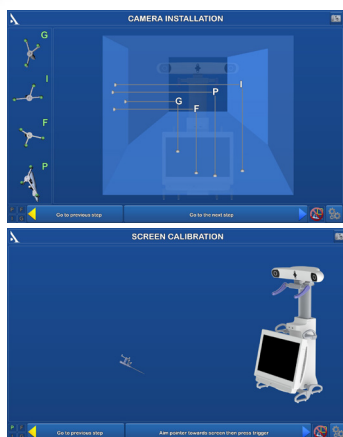 CAMERA INSTALLATION
G
I
F
P
I
P
G
F
Go to previous step
Go to the next step
SCREEN CALIBRATION
Go to previous step
Aim pointer towards screen then press trigger